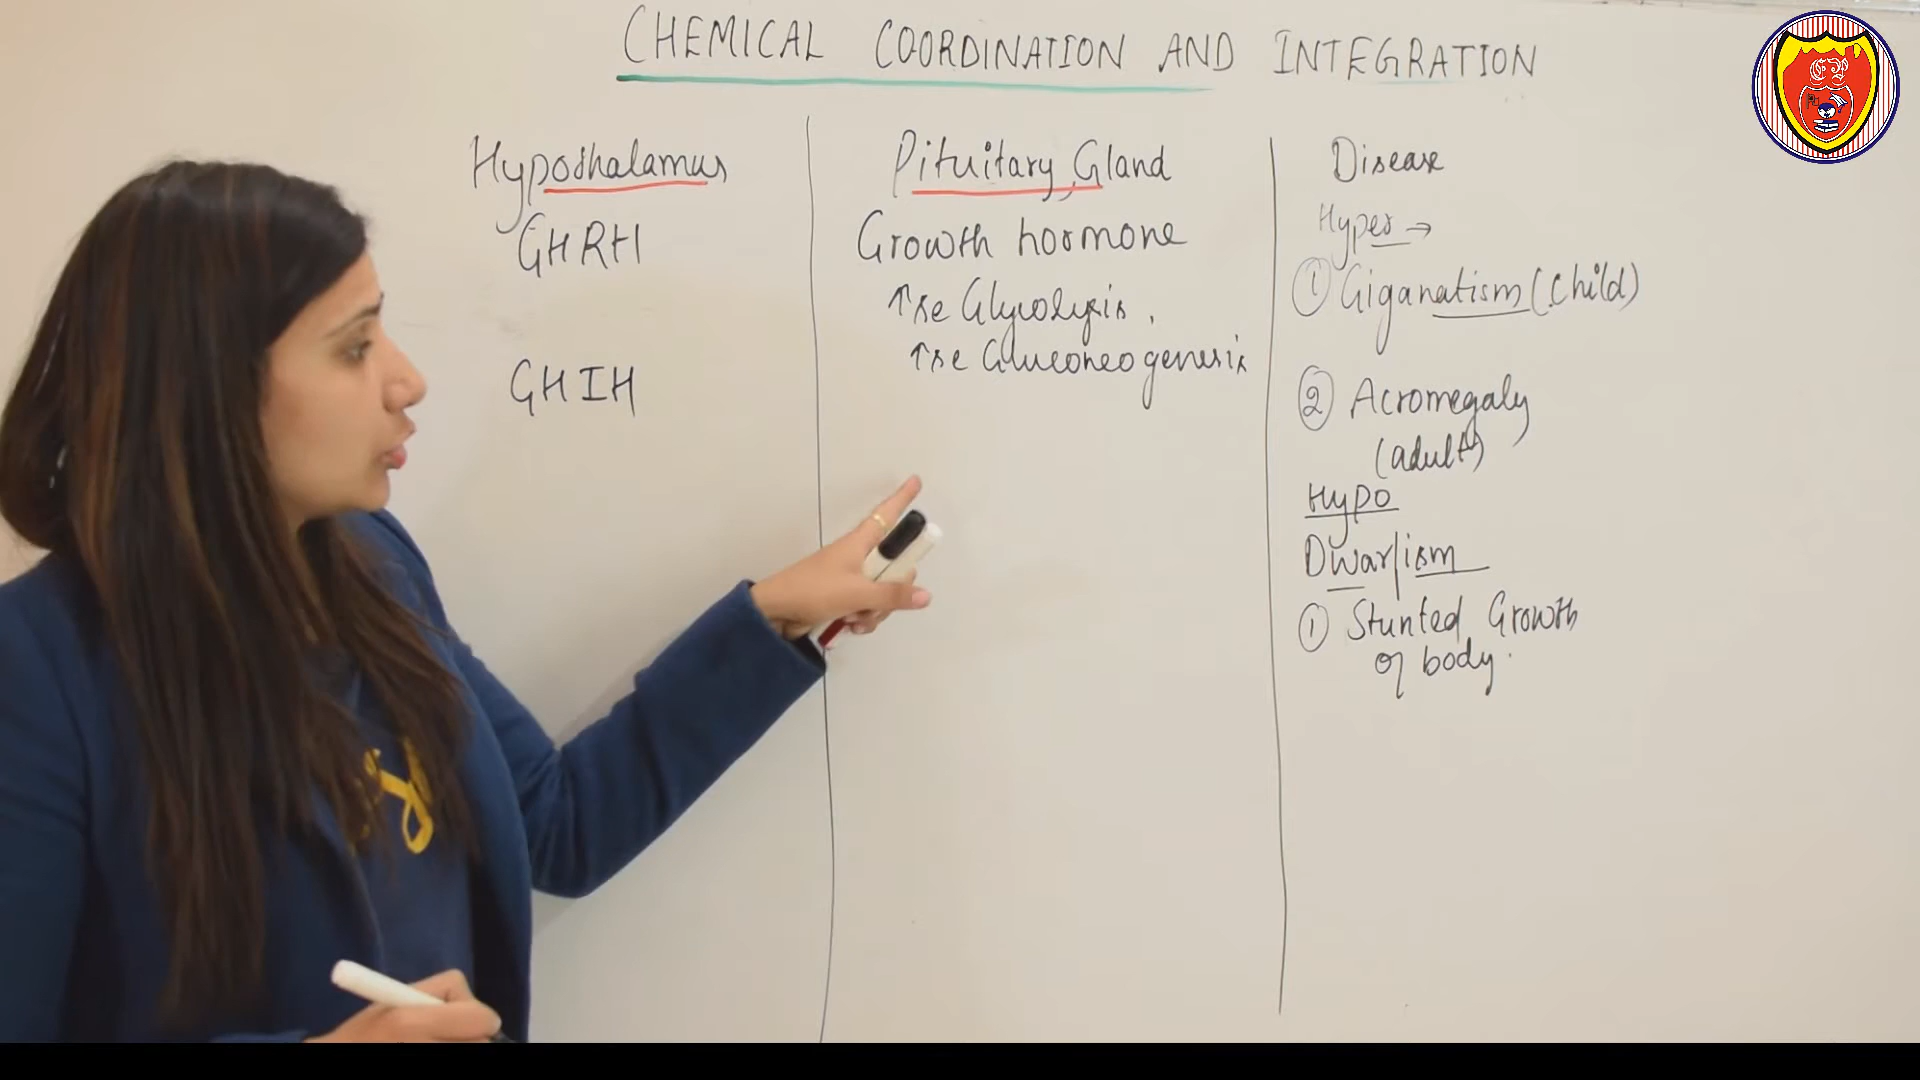 CHEMICAL COORDINATION AND INTEGRATION
Hypothalamus
GHRH
GHIH
Pituitary Gland
Growth hormone
↑se Glycolysis,
↑se Gluconeogenesis
Disease
Hyper →
① Giganatism (child)
② Acromegaly
(adult)
Hypo
Dwarfism
① Stunted Growth
of body.